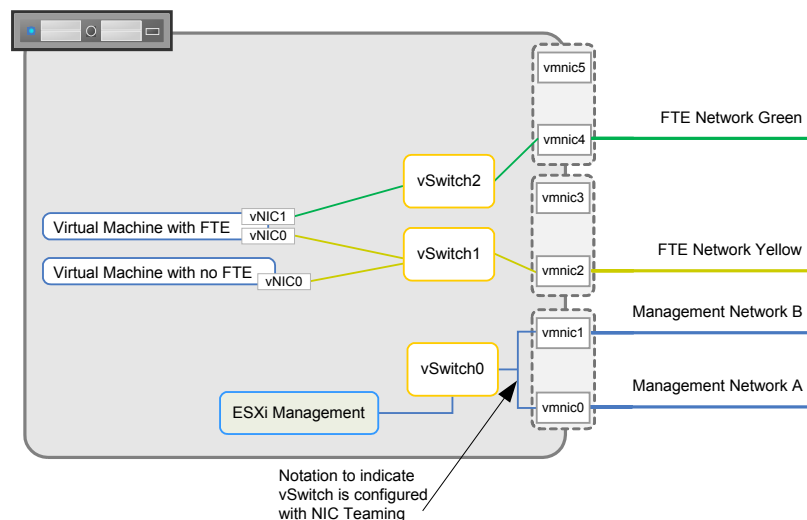 vmnic5
FTE Network Green
vmnic4
vSwitch2
vmnic3
vNIC1
Virtual Machine with FTE
vNIC0
vSwitch1
FTE Network Yellow
Virtual Machine with no FTE
vNIC0
vmnic2
Management Network B
vmnic1
vSwitch0
Management Network A
ESXi Management
vmnic0
Notation to indicate
vSwitch is configured
with NIC Teaming